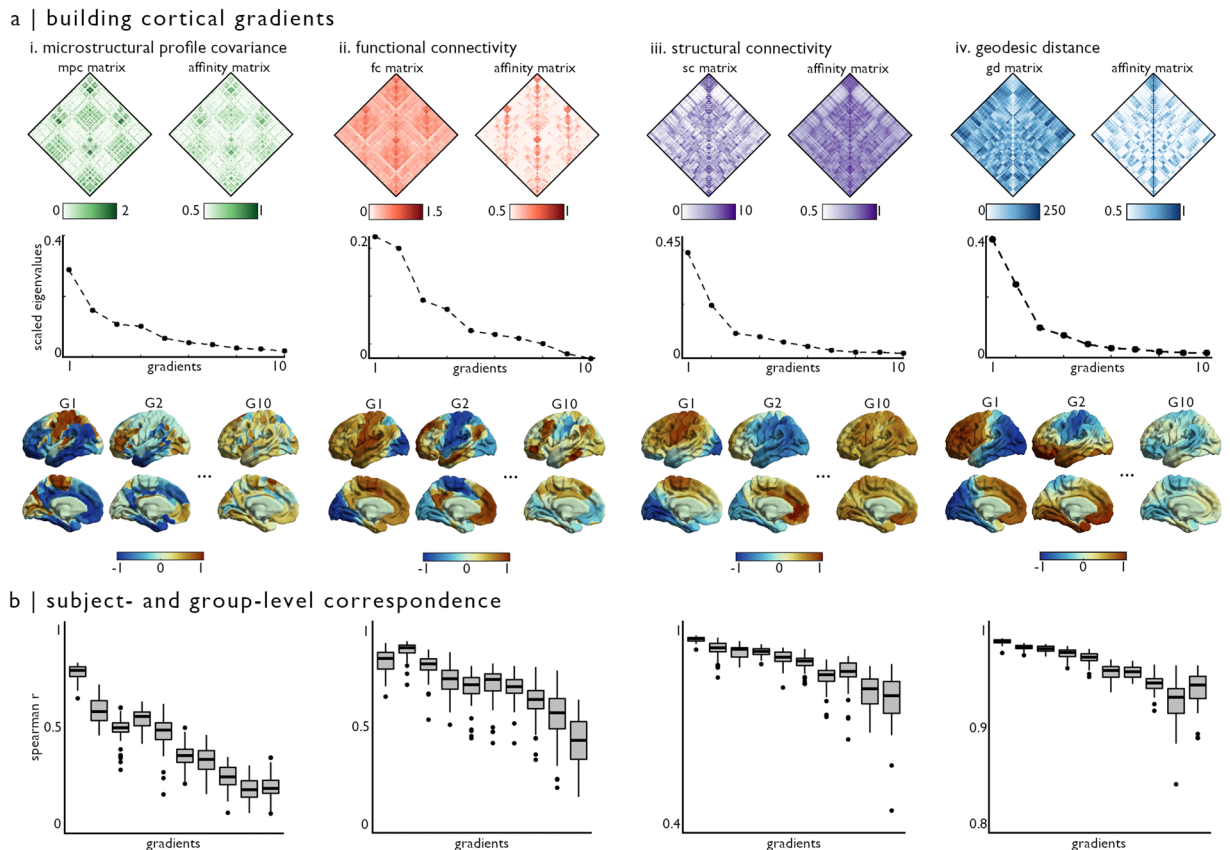 a | building cortical gradients
i. microstructural profile covariance
mpc matrix affinity matrix
0 2 0.5 1
ii. functional connectivity
fc matrix affinity matrix
0 1.5 0.5 1
iii. structural connectivity
sc matrix affinity matrix
0 10 0.5 1
iv. geodesic distance
gd matrix affinity matrix
0 250 0.5 1
scaled eigenvalues
0.4
0
1 gradients 10
0.2
0
1 gradients 10
0.45
0
1 gradients 10
0.4
0
1 gradients 10
G1 G2 G10
...
-1 0 1
G1 G2 G10
...
-1 0 1
G1 G2 G10
...
-1 0 1
G1 G2 G10
...
-1 0 1
b | subject- and group-level correspondence
spearman r
1
0.5
0
gradients
1
0.5
0
gradients
1
0.4
gradients
1
0.9
0.8
gradients